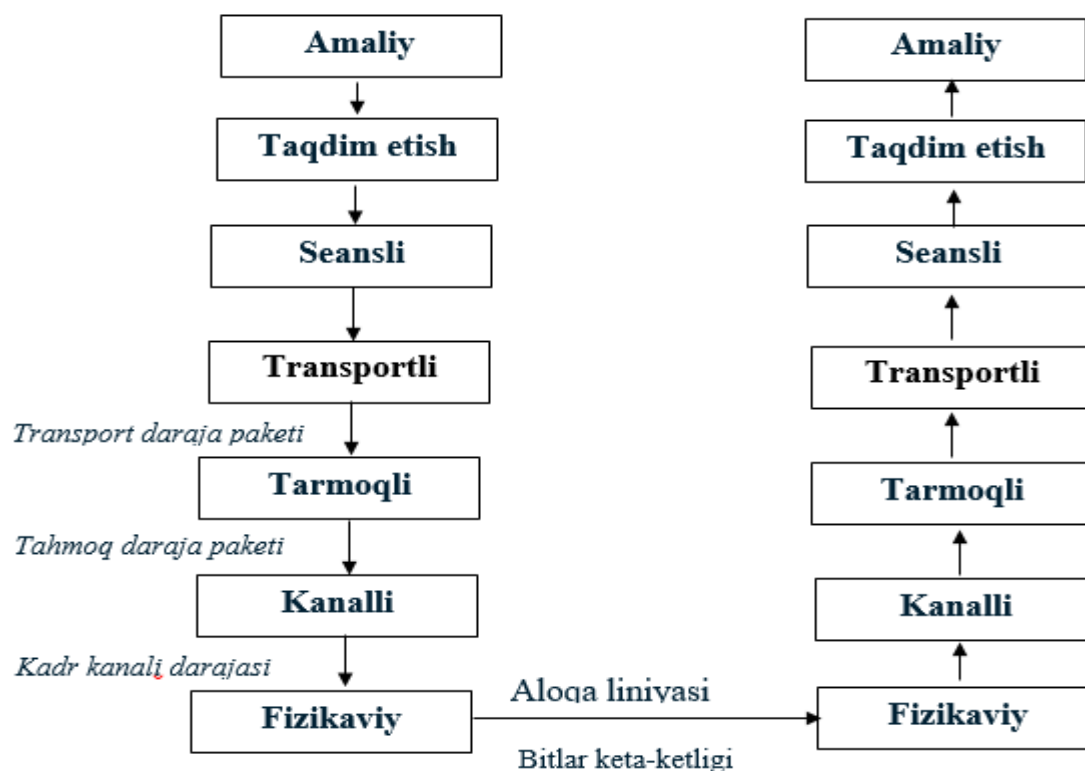 Amaliy
Taqdim etish
Seansli
Transportli
Transport daraja paketi
Tarmoqli
Tahmoq daraja paketi
Kanalli
Kadr kanali darajasi
Fizikaviy
Aloqa liniyasi
Bitlar keta-ketligi
Amaliy
Taqdim etish
Seansli
Transportli
Tarmoqli
Kanalli
Fizikaviy